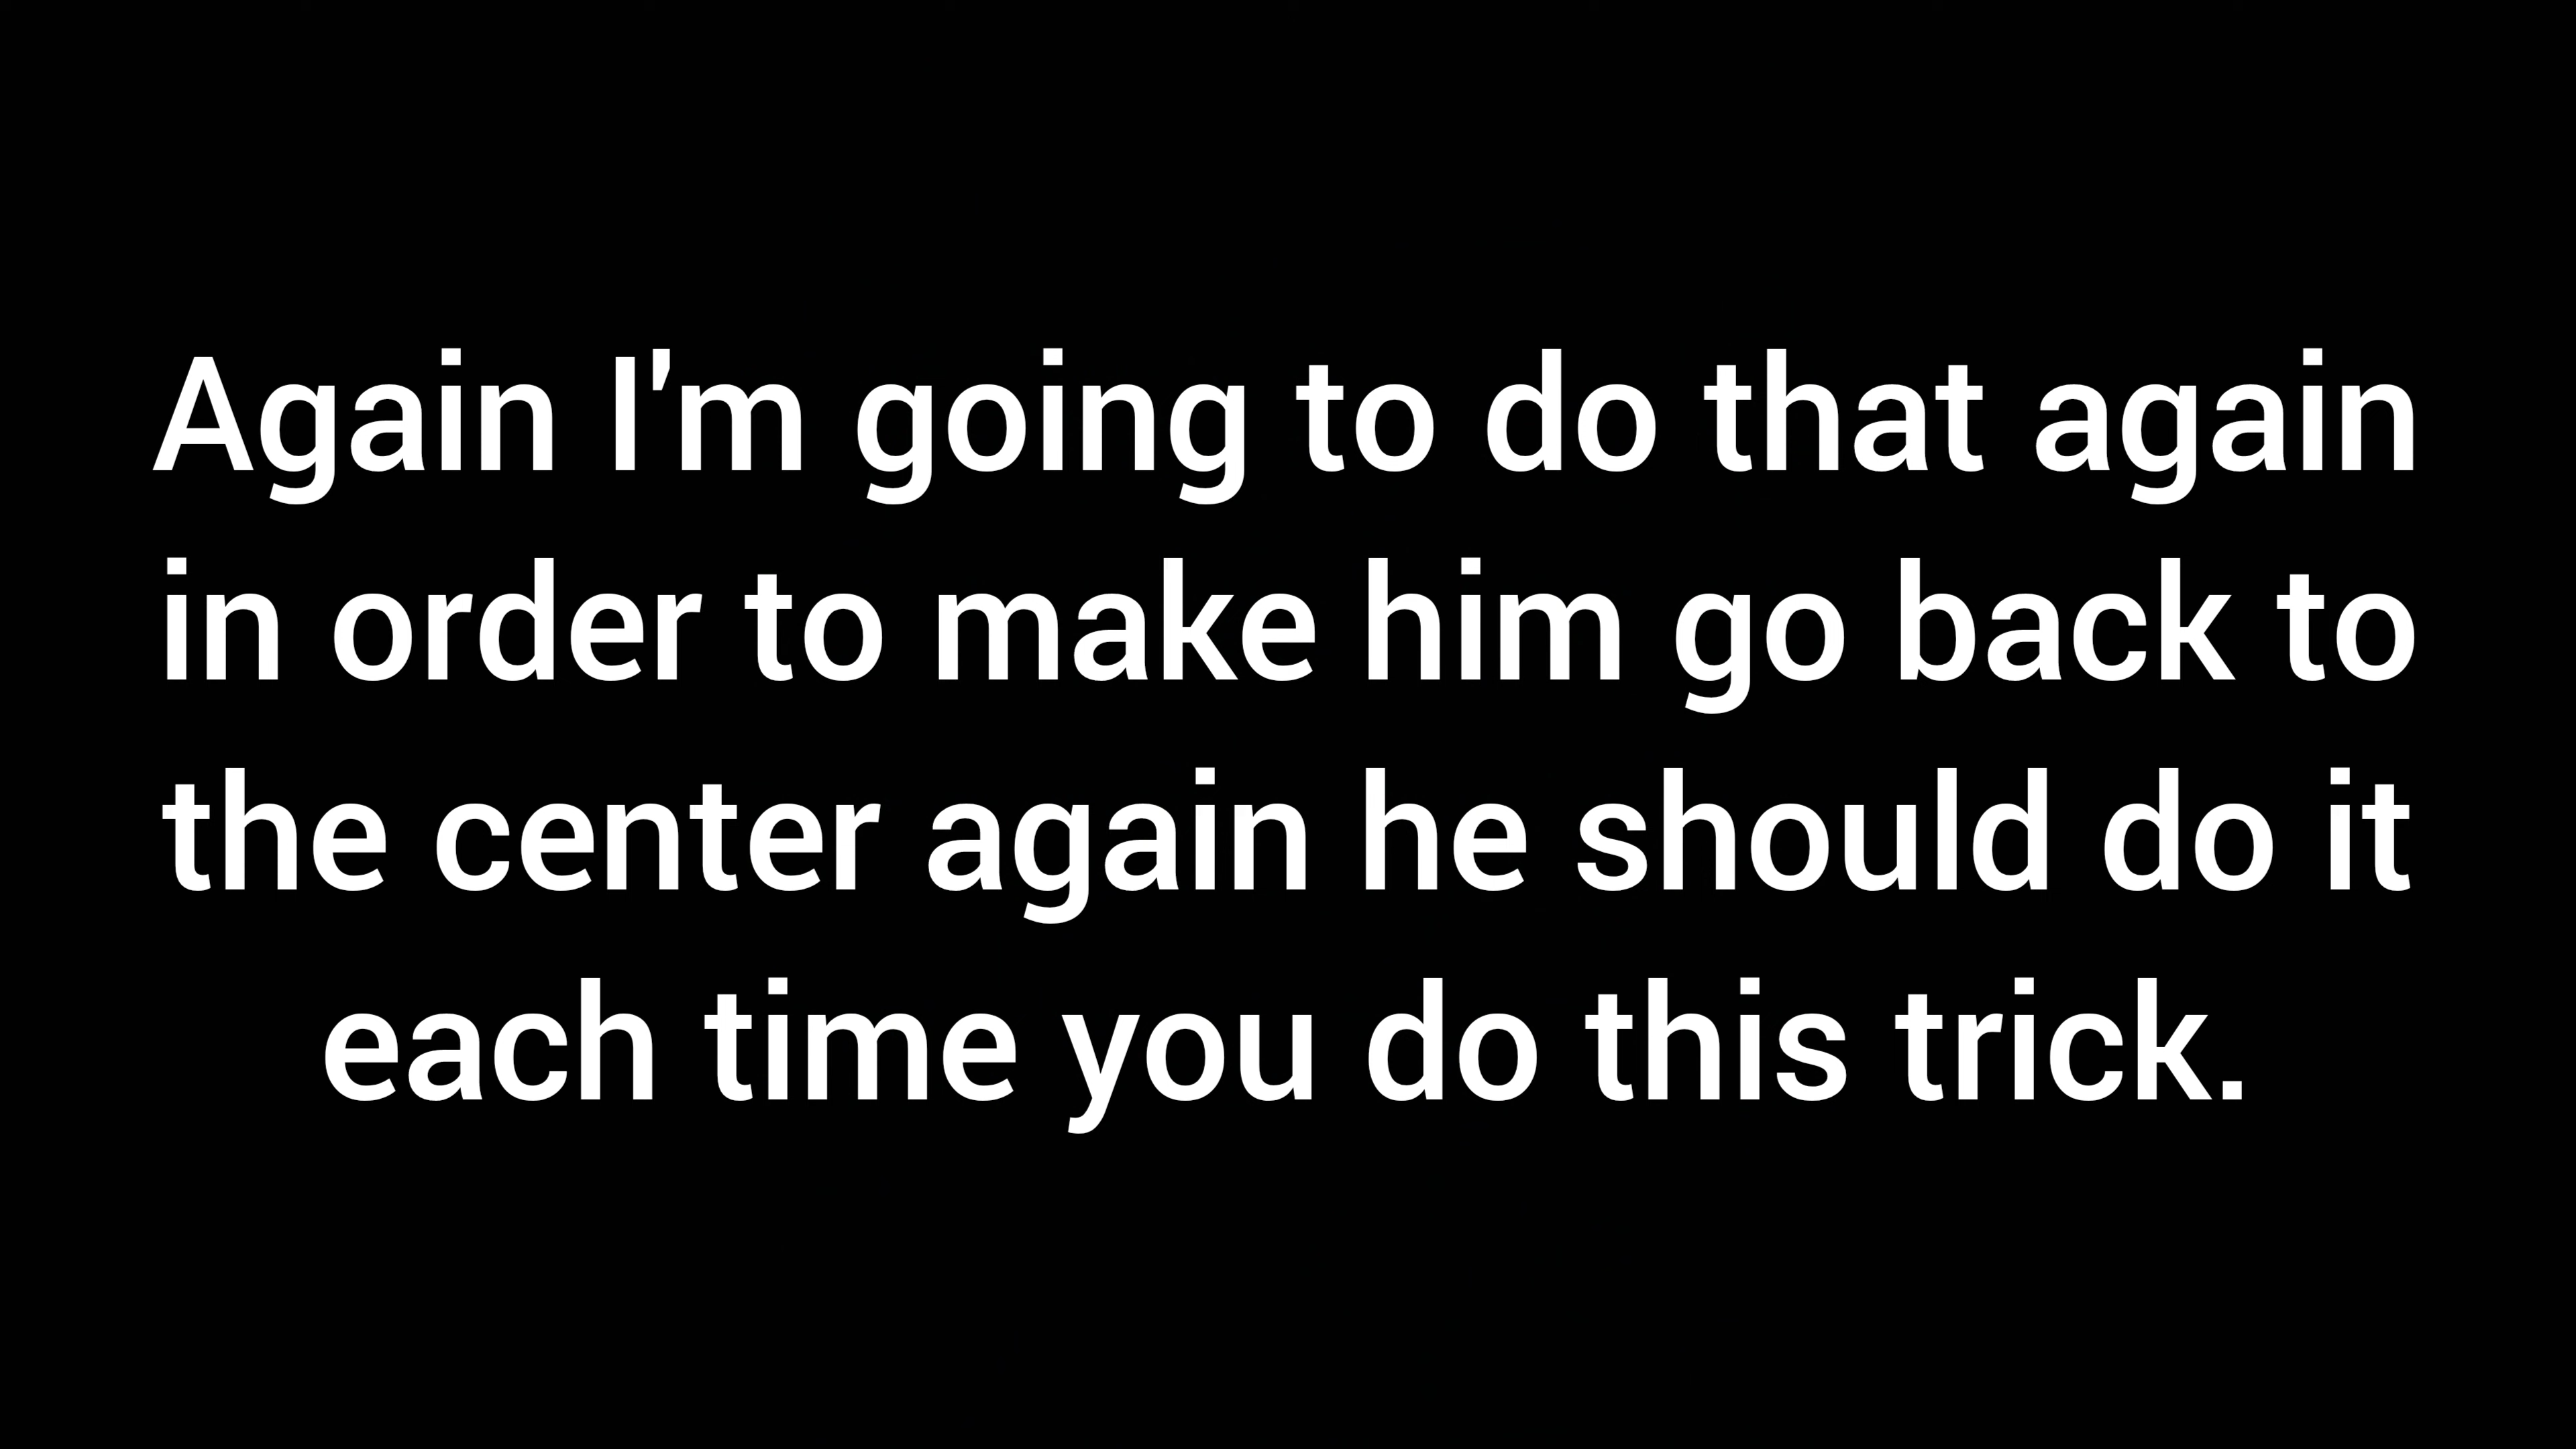 Again I'm going to do that again
in order to make him go back to
the center again he should do it
each time you do this trick.